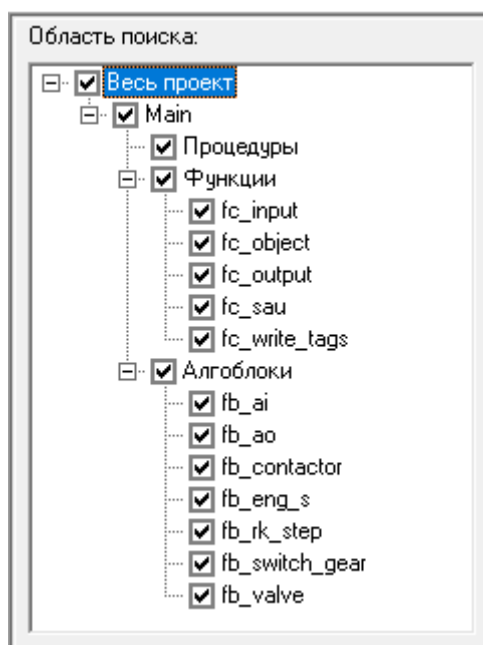 Область поиска:
Весь проект
Main
Процедуры
Функции
fc_input
fc_object
fc_output
fc_sau
fc_write_tags
Алгоблоки
fb_ai
fb_ao
fb_contactor
fb_eng_s
fb_rk_step
fb_switch_gear
fb_valve